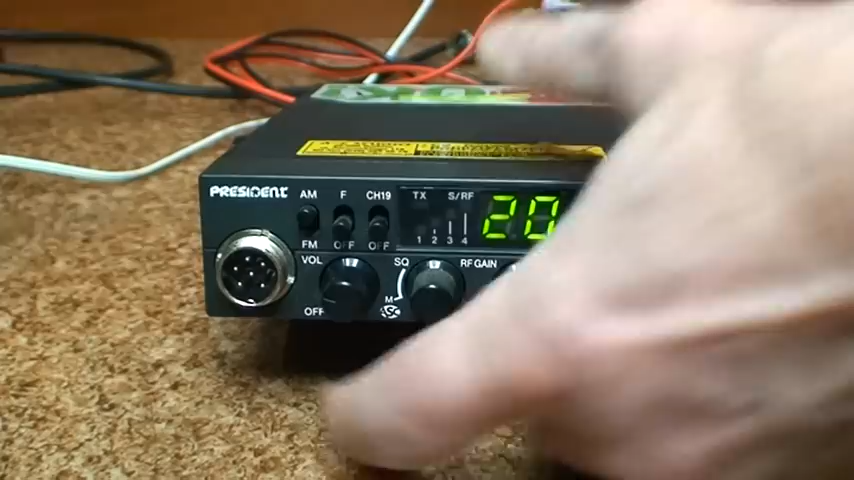 PRESIDENT AM F CH19 TX S/RF
20
FM OFF OFF 1 2 3 4
VOL SQ RF GAIN
OFF M
ASC